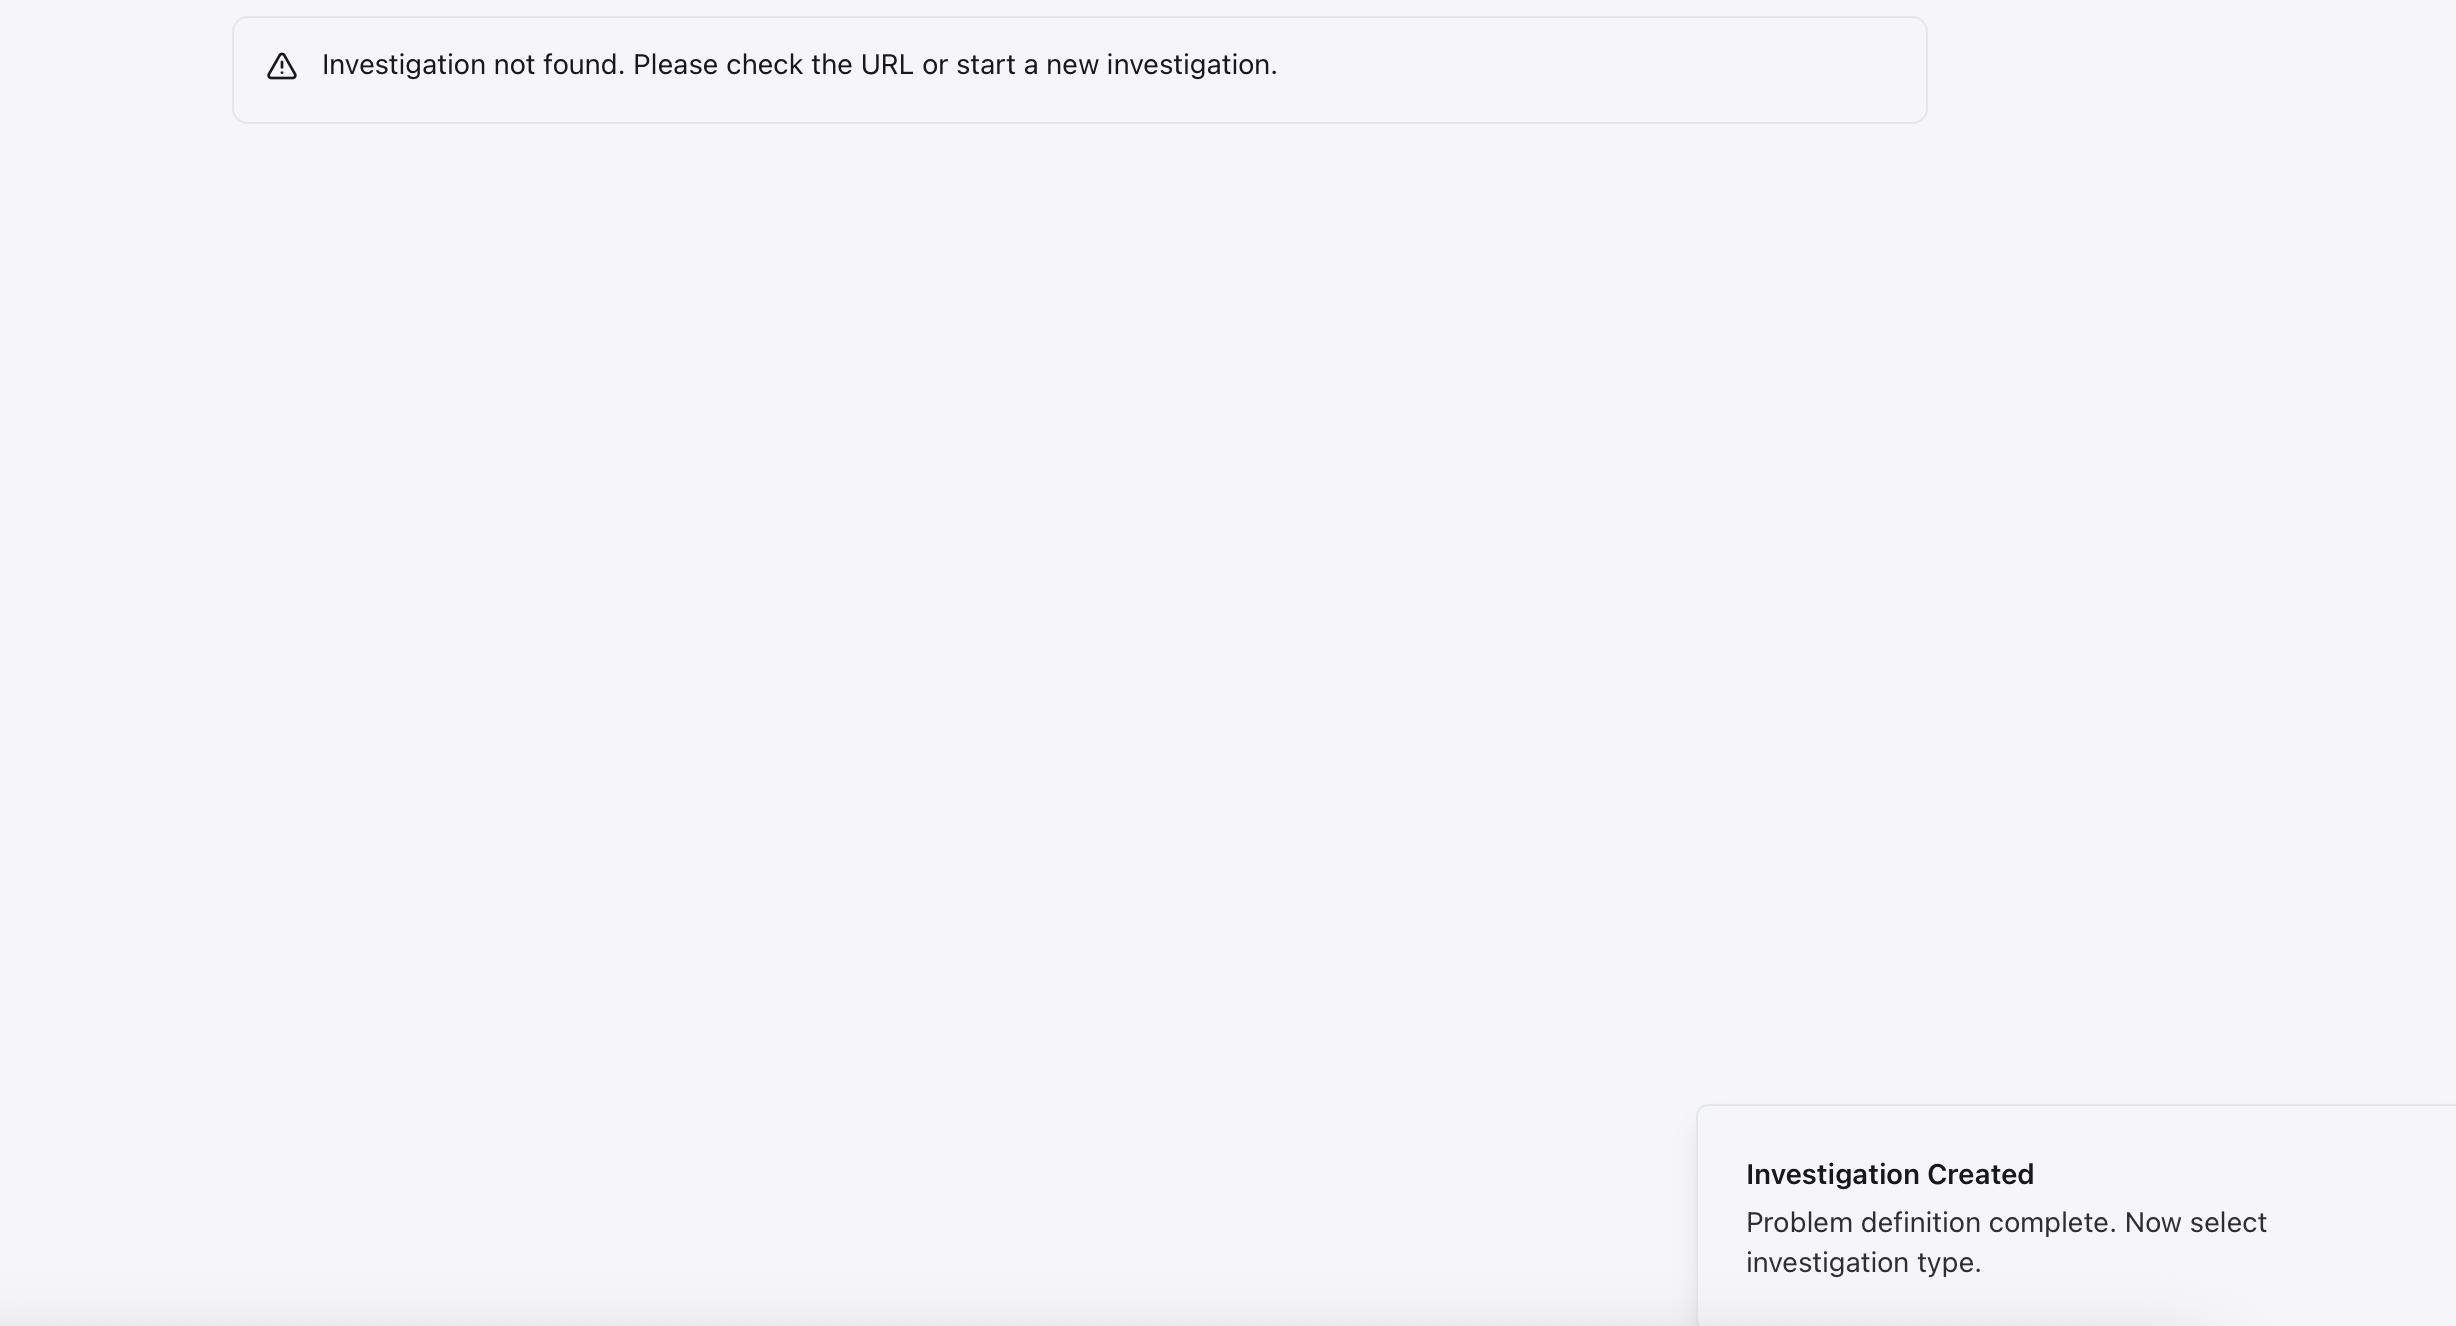 Investigation not found. Please check the URL or start a new investigation.
Investigation Created
Problem definition complete. Now select
investigation type.